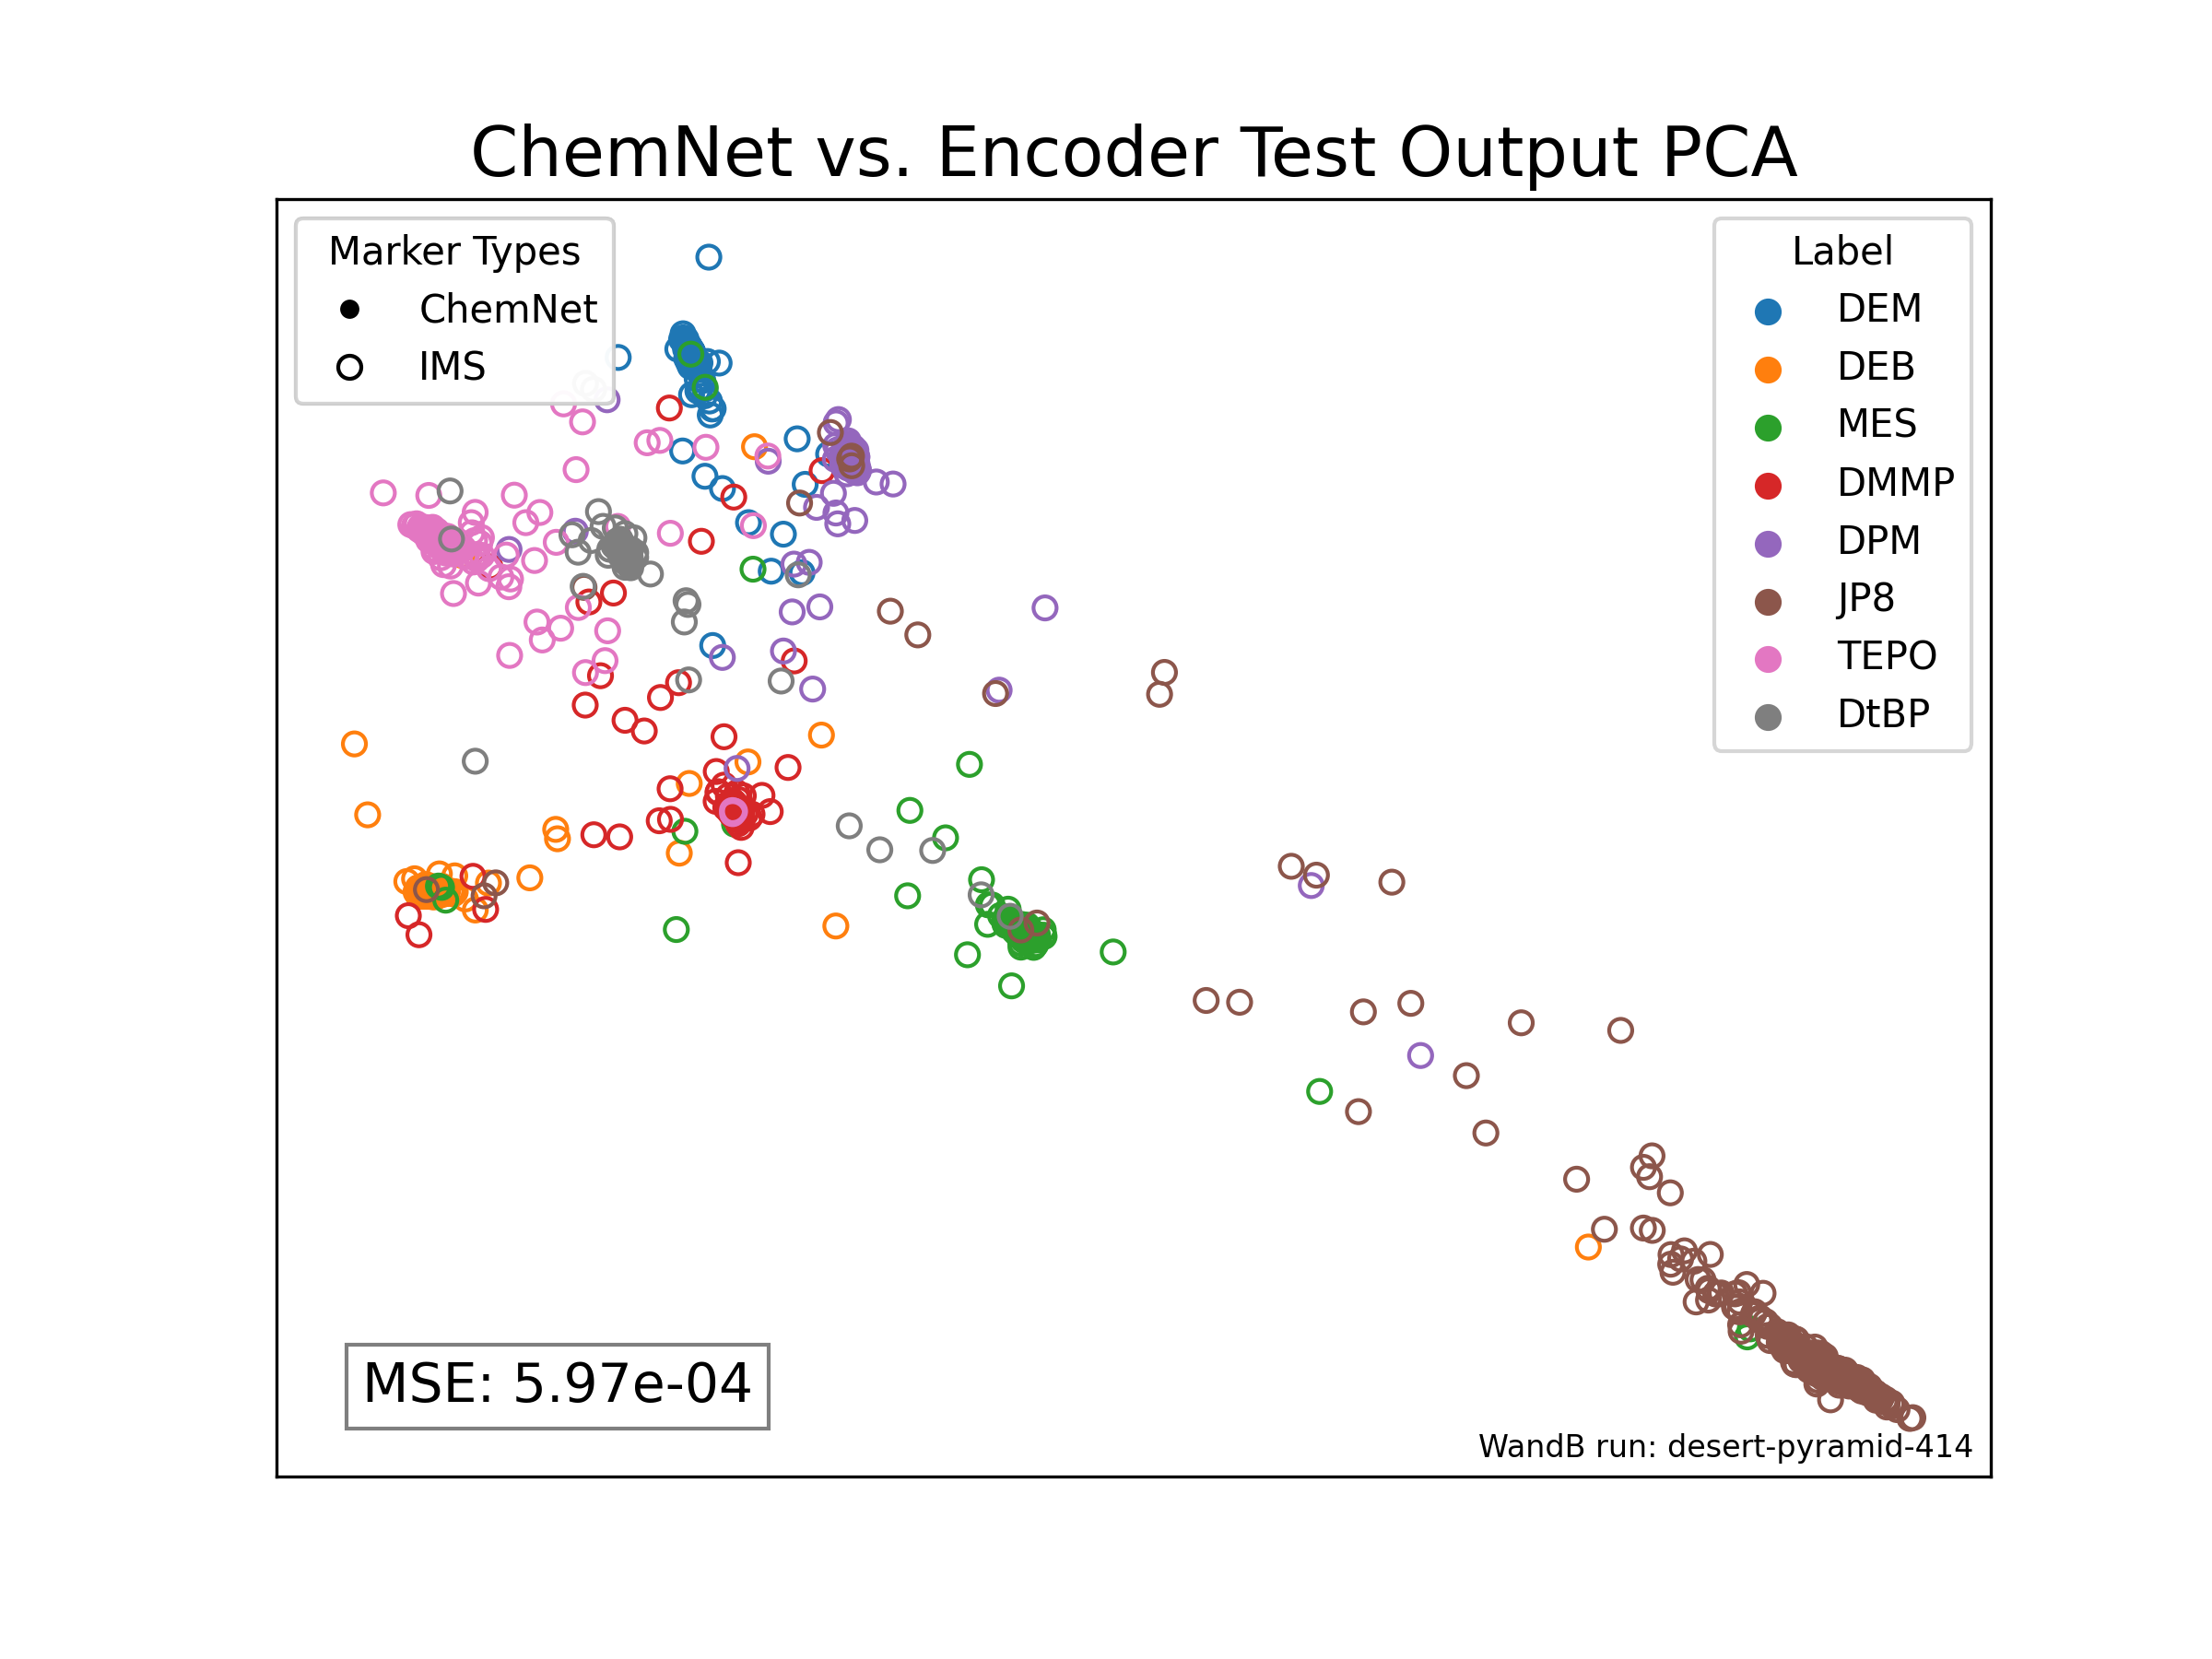 ChemNet vs. Encoder Test Output PCA
Marker Types
ChemNet
IMS
Label
DEM
DEB
MES
DMMP
DPM
JP8
TEPO
DtBP
MSE: 5.97e-04
WandB run: desert-pyramid-414